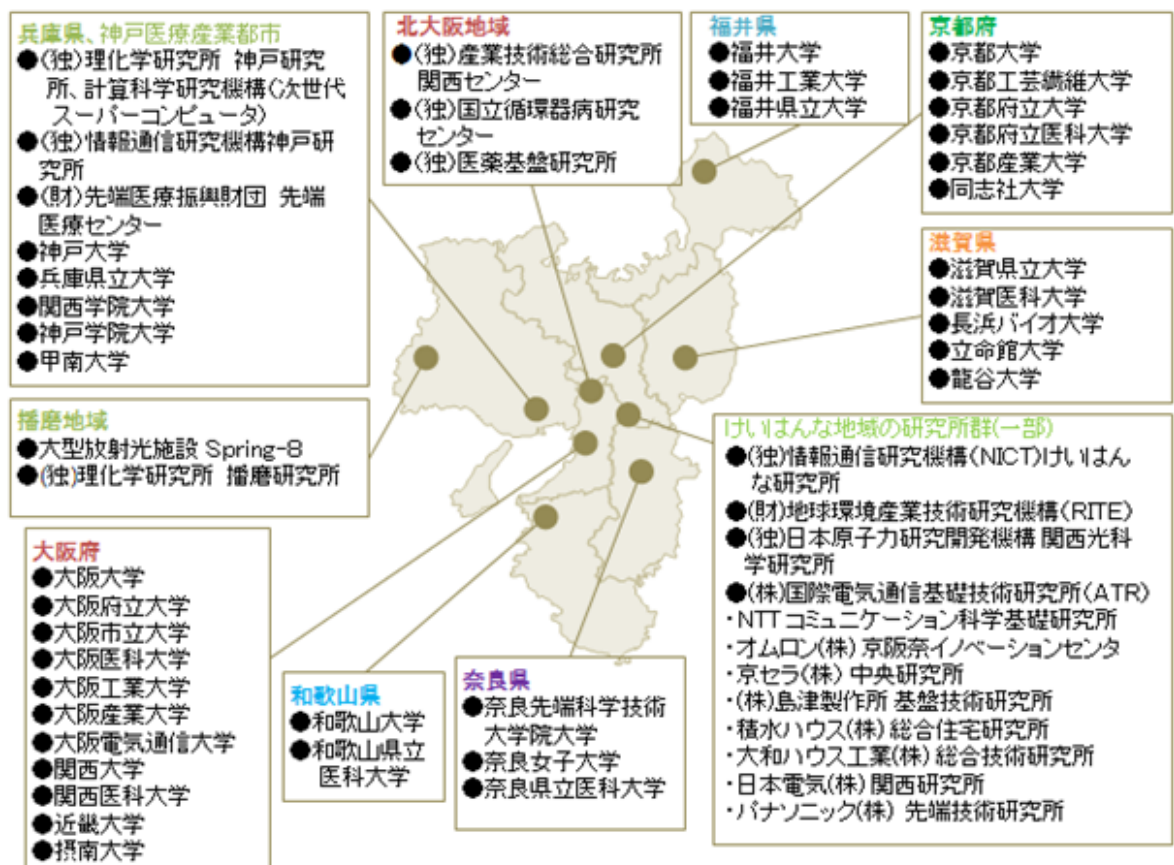 兵庫県、神戸医療産業都市
●(独)理化学研究所 神戸研究
所、計算科学研究機構(次世代
スーパーコンピュータ)
●(独)情報通信研究機構神戸研
究所
●(財)先端医療振興財団 先端
医療センター
●神戸大学
●兵庫県立大学
●関西学院大学
●神戸学院大学
●甲南大学
北大阪地域
●(独)産業技術総合研究所
関西センター
●(独)国立循環器病研究
センター
●(独)医薬基盤研究所
福井県
●福井大学
●福井工業大学
●福井県立大学
京都府
●京都大学
●京都工芸繊維大学
●京都府立大学
●京都府立医科大学
●京都産業大学
●同志社大学
滋賀県
●滋賀県立大学
●滋賀医科大学
●長浜バイオ大学
●立命館大学
●龍谷大学
播磨地域
●大型放射光施設 Spring-8
●(独)理化学研究所 播磨研究所
けいはんな地域の研究所群(一部)
●(独)情報通信研究機構(NICT)けいはん
な研究所
●(財)地球環境産業技術研究機構(RITE)
●(独)日本原子力研究開発機構 関西光科
学研究所
●(株)国際電気通信基礎技術研究所(ATR)
・NTTコミュニケーション科学基礎研究所
・オムロン(株) 京阪奈イノベーションセンタ
・京セラ(株) 中央研究所
・(株)島津製作所 基盤技術研究所
・積水ハウス(株) 総合住宅研究所
・大和ハウス工業(株) 総合技術研究所
・日本電気(株) 関西研究所
・パナソニック(株) 先端技術研究所
大阪府
●大阪大学
●大阪府立大学
●大阪市立大学
●大阪医科大学
●大阪工業大学
●大阪産業大学
●大阪電気通信大学
●関西大学
●関西医科大学
●近畿大学
●摂南大学
和歌山県
●和歌山大学
●和歌山県立
医科大学
奈良県
●奈良先端科学技術
大学院大学
●奈良女子大学
●奈良県立医科大学